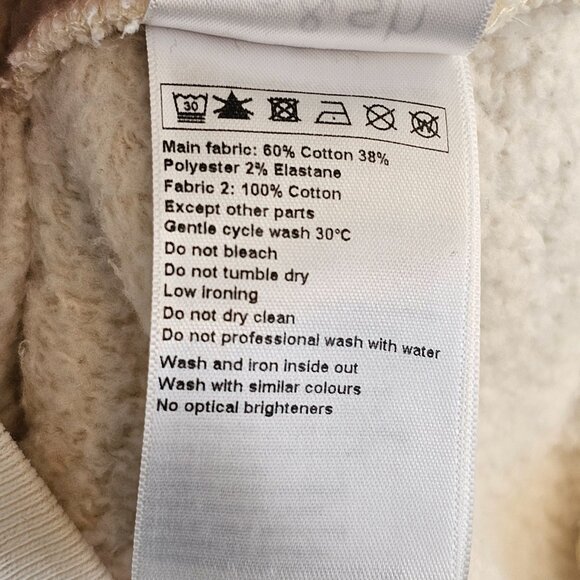 30
W
Main fabric: 60% Cotton 38%
Polyester 2% Elastane
Fabric 2: 100% Cotton
Except other parts
Gentle cycle wash 30°C
Do not bleach
Do not tumble dry
Low ironing
Do not dry clean
Do not professional wash with water
Wash and iron inside out
Wash with similar colours
No optical brighteners